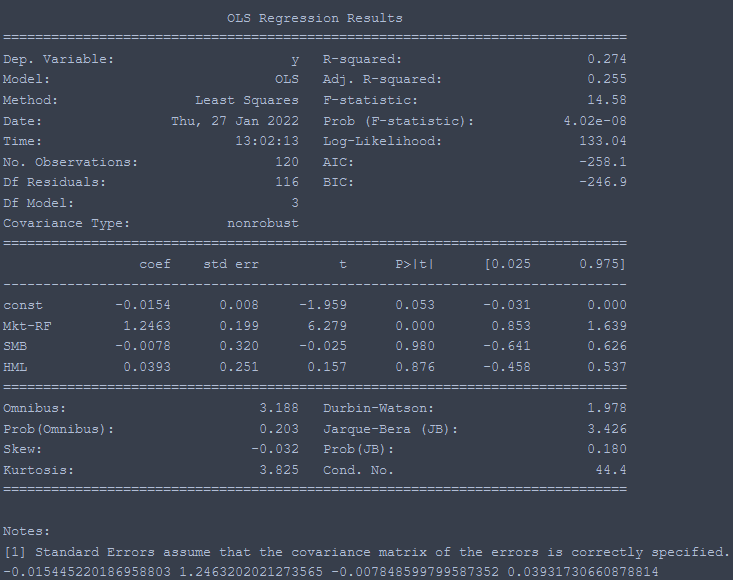 OLS Regression Results
==============================================================================
Dep. Variable: y R-squared: 0.274
Model: OLS Adj. R-squared: 0.255
Method: Least Squares F-statistic: 14.58
Date: Thu, 27 Jan 2022 Prob (F-statistic): 4.02e-08
Time: 13:02:13 Log-Likelihood: 133.04
No. Observations: 120 AIC: -258.1
Df Residuals: 116 BIC: -246.9
Df Model: 3
Covariance Type: nonrobust
==============================================================================
coef std err t P>|t| [0.025 0.975]
------------------------------------------------------------------------------
const -0.0154 0.008 -1.959 0.053 -0.031 0.000
Mkt-RF 1.2463 0.199 6.279 0.000 0.853 1.639
SMB -0.0078 0.320 -0.025 0.980 -0.641 0.626
HML 0.0393 0.251 0.157 0.876 -0.458 0.537
==============================================================================
Omnibus: 3.188 Durbin-Watson: 1.978
Prob(Omnibus): 0.203 Jarque-Bera (JB): 3.426
Skew: -0.032 Prob(JB): 0.180
Kurtosis: 3.825 Cond. No. 44.4
==============================================================================
Notes:
[1] Standard Errors assume that the covariance matrix of the errors is correctly specified.
-0.015445220186958803 1.2463202021273565 -0.007848599799587352 0.03931730660878814